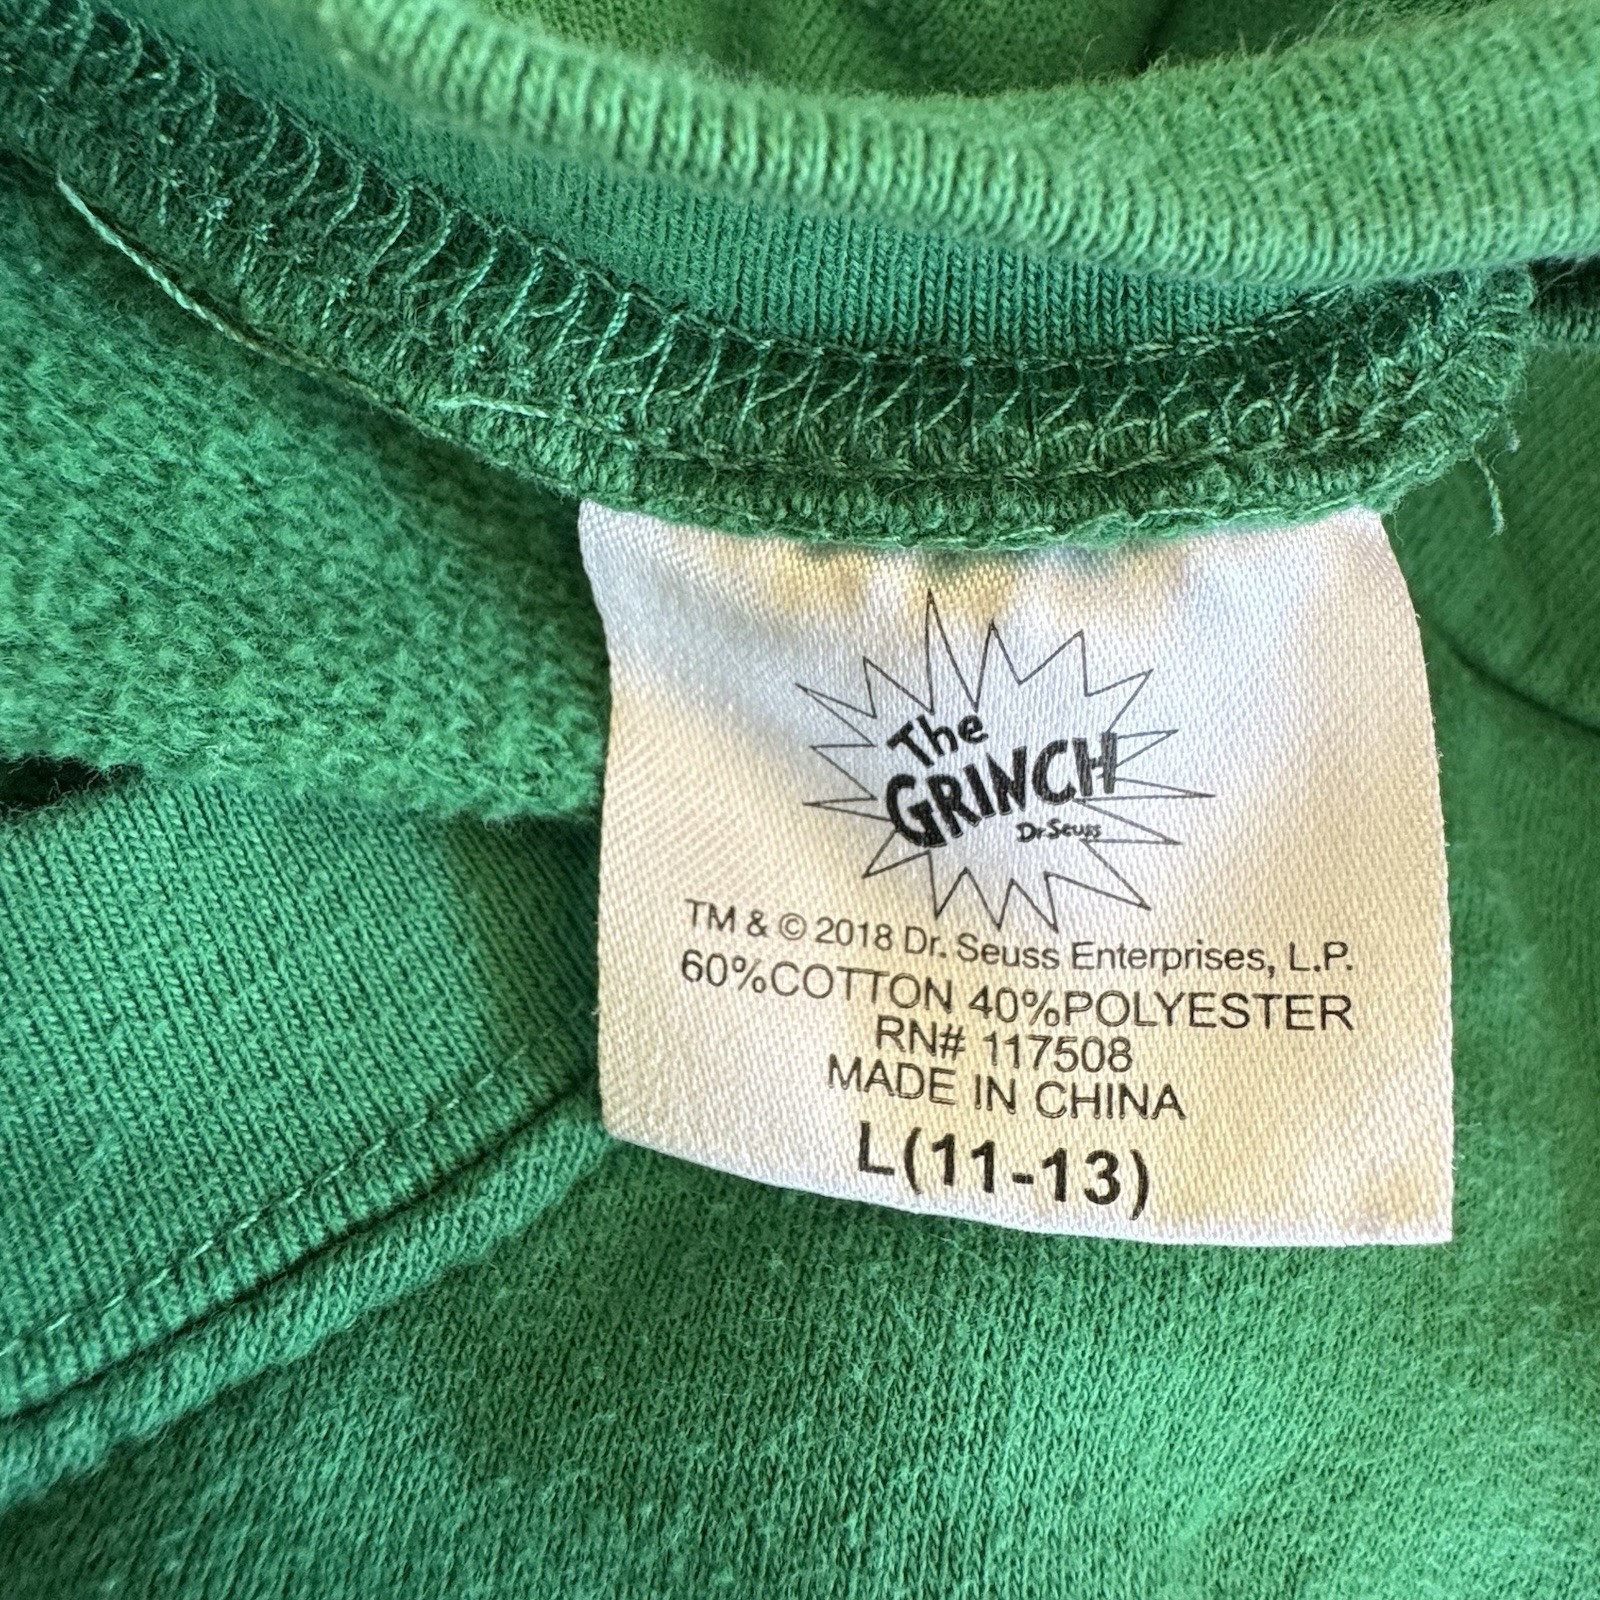 The
GRINCH
Dr. Seuss
TM & © 2018 Dr. Seuss Enterprises, L.P.
60%COTTON 40%POLYESTER
RN# 117508
MADE IN CHINA
L(11-13)